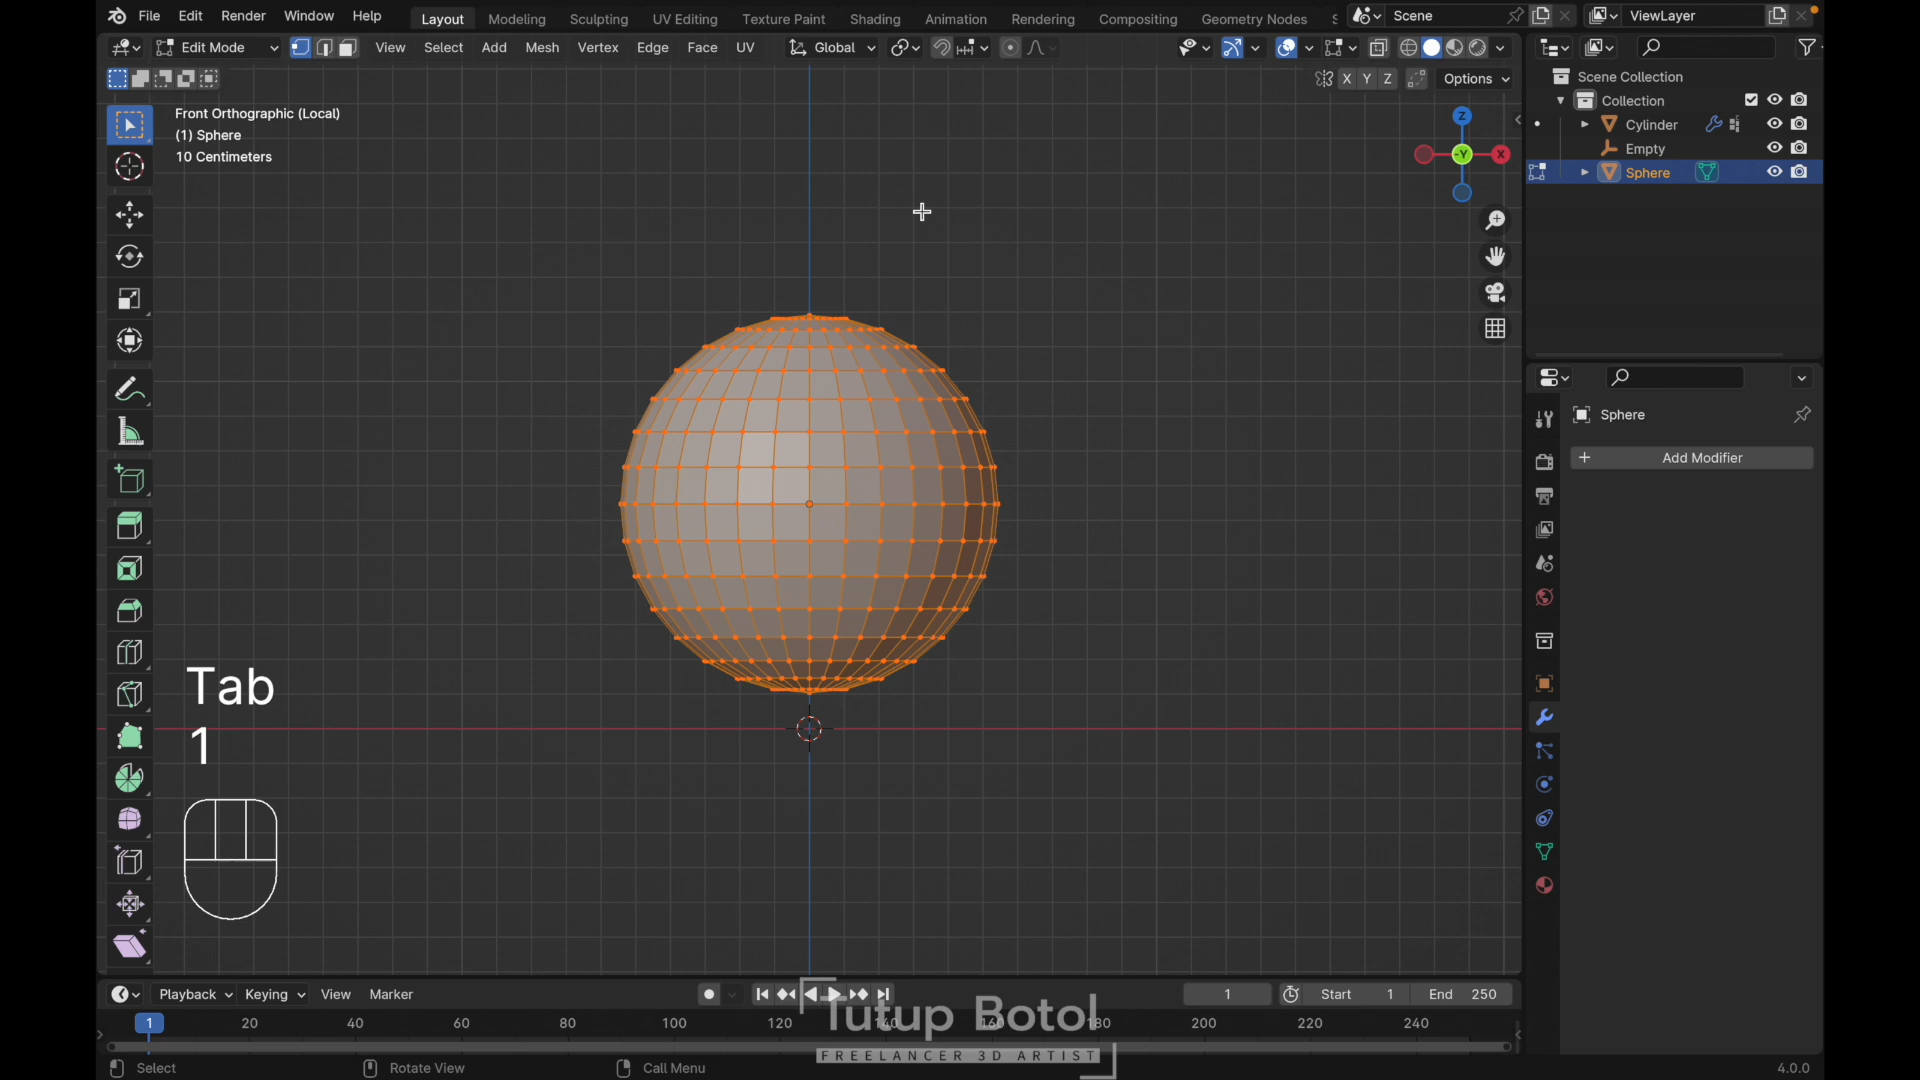 File Edit Render Window Help Layout Modeling Sculpting UV Editing Texture Paint Shading Animation Rendering Compositing Geometry Nodes Scene ViewLayer
Edit Mode View Select Add Mesh Vertex Edge Face UV Global
X Y Z Options
Front Orthographic (Local)
(1) Sphere
10 Centimeters
Z
-Y X
Scene Collection
Collection
Cylinder
Empty
Sphere
Sphere
+ Add Modifier
Tab
1
Playback Keying View Marker 1 Start 1 End 250
1 20 40 60 80 100 120 140 160 180 200 220 240
Tutup Botol
FREELANCER 3D ARTIST
Select Rotate View Call Menu 4.0.0